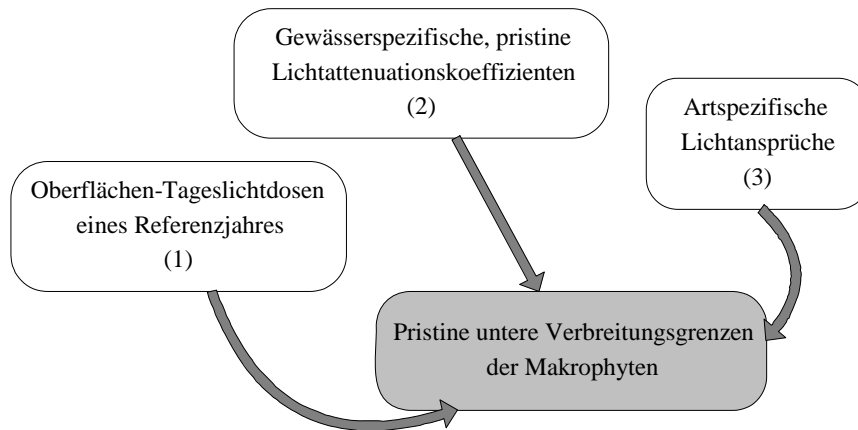 Gewässerspezifische, pristine
Lichtattenuationskoeffizienten
(2)
Artspezifische
Lichtansprüche
(3)
Oberflächen-Tageslichtdosen
eines Referenzjahres
(1)
Pristine untere Verbreitungsgrenzen
der Makrophyten